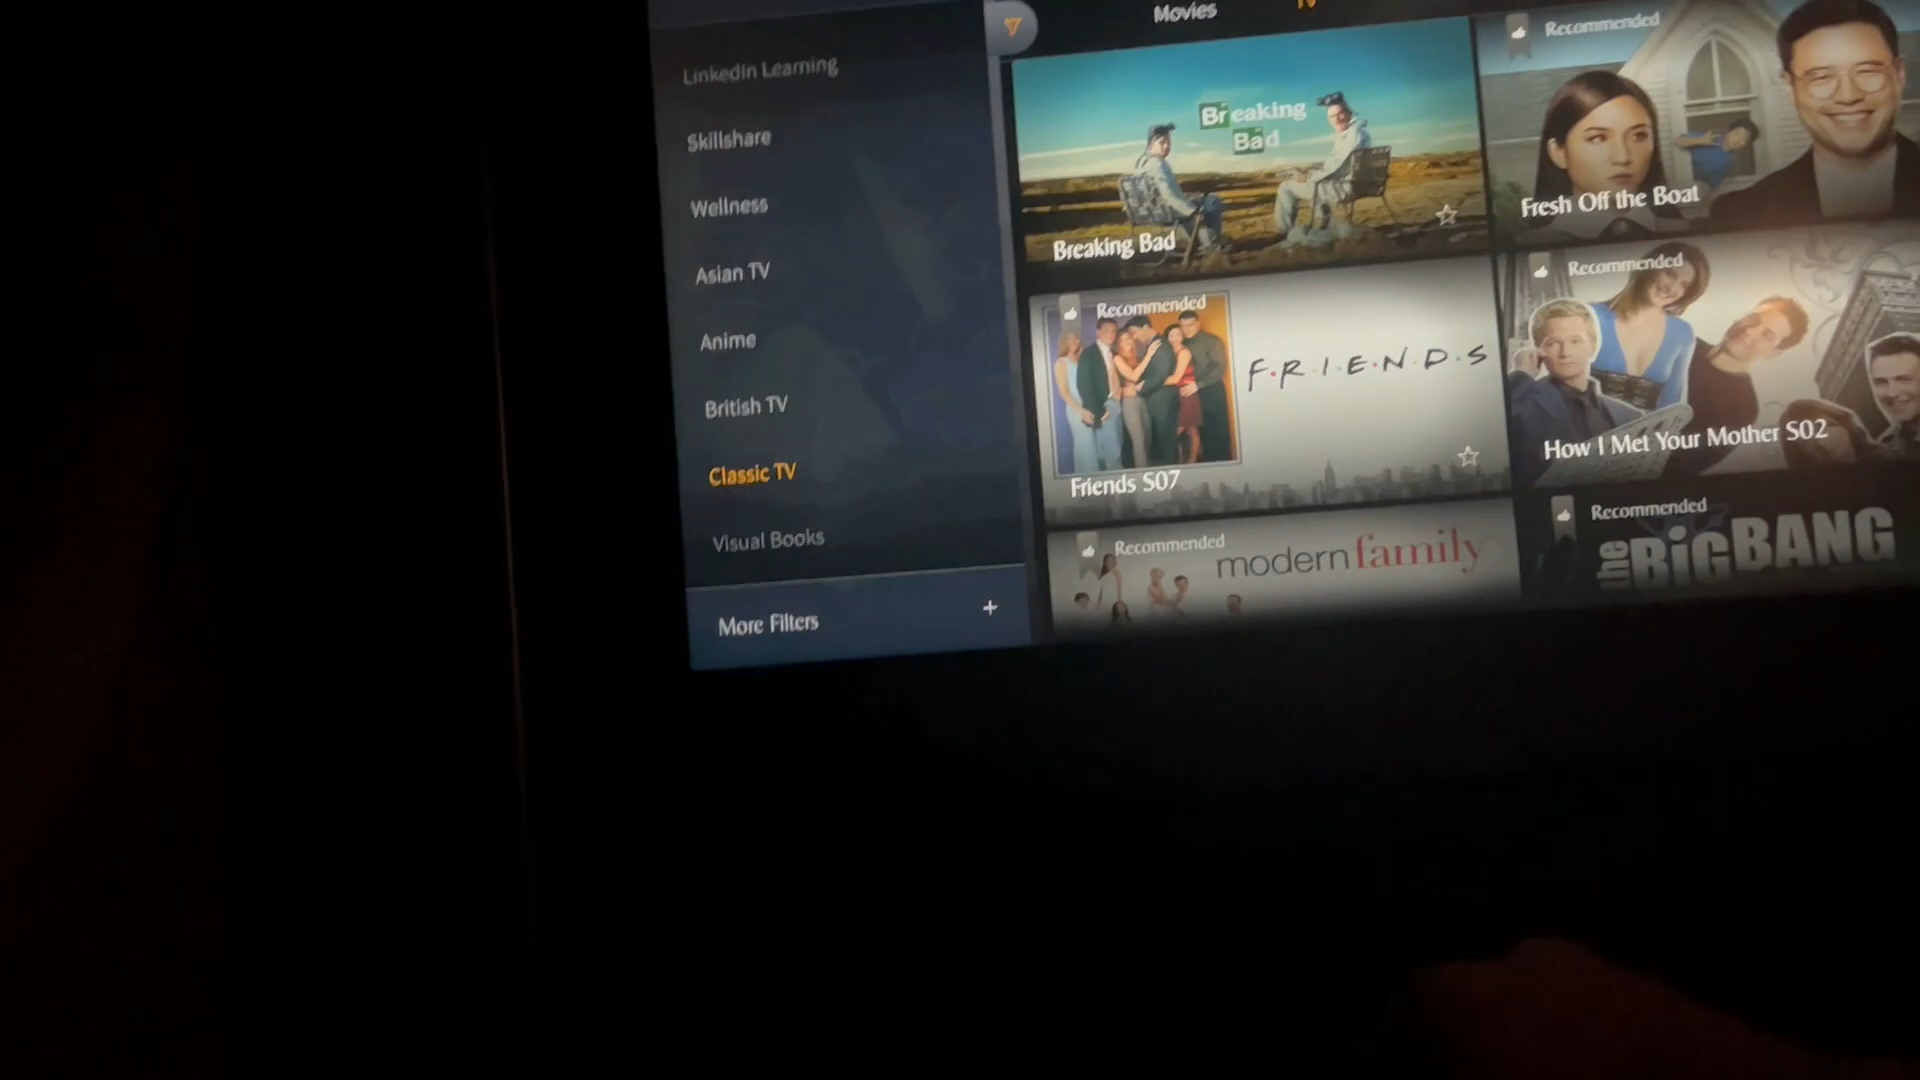 LinkedIn Learning
Skillshare
Wellness
Asian TV
Anime
British TV
Classic TV
Visual Books
More Filters +
Movies
TV
Breaking
Bad
Breaking Bad
Recommended
Fresh Off the Boat
Recommended
F·R·I·E·N·D·S
Friends S07
Recommended
How I Met Your Mother S02
Recommended
modern family
Recommended
the BiG BANG